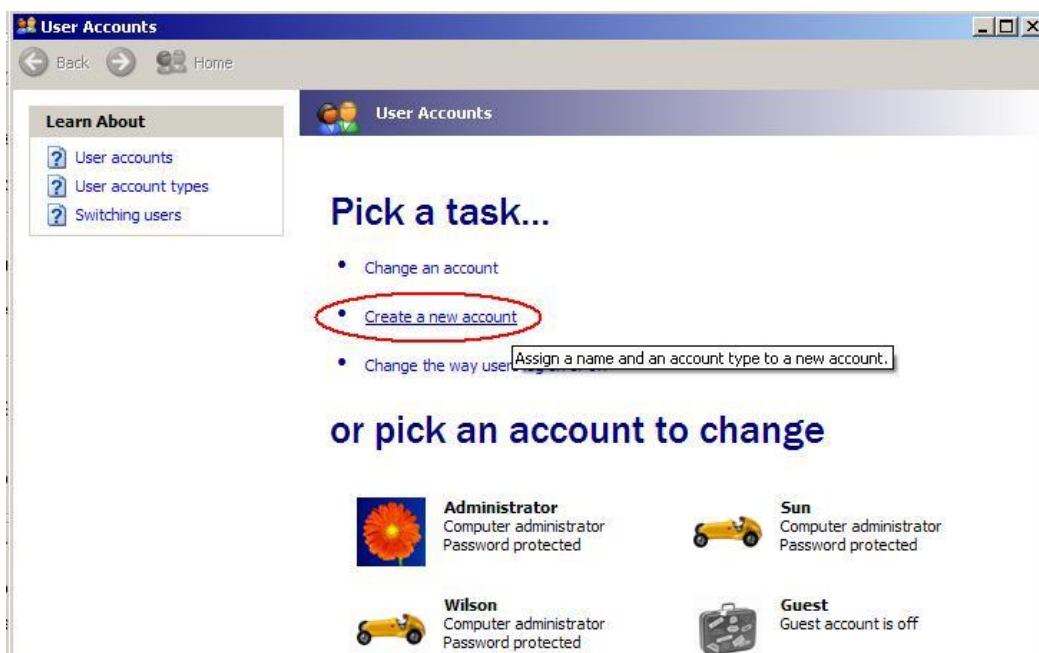 User Accounts
Back Home
Learn About
User accounts
User account types
Switching users
User Accounts
Pick a task...
Change an account
Create a new account
Assign a name and an account type to a new account.
Change the way users
or pick an account to change
Administrator
Computer administrator
Password protected
Sun
Computer administrator
Password protected
Wilson
Computer administrator
Password protected
Guest
Guest account is off